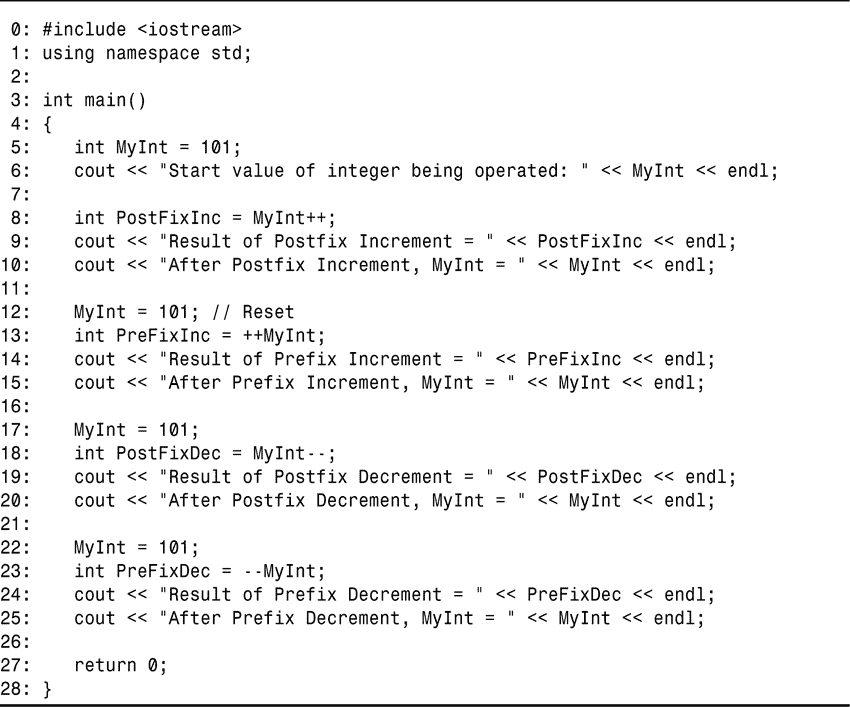 0: #include <iostream>
1: using namespace std;
2:
3: int main()
4: {
5:    int MyInt = 101;
6:    cout << "Start value of integer being operated: " << MyInt << endl;
7:
8:    int PostFixInc = MyInt++;
9:    cout << "Result of Postfix Increment = " << PostFixInc << endl;
10:    cout << "After Postfix Increment, MyInt = " << MyInt << endl;
11:
12:    MyInt = 101; // Reset
13:    int PreFixInc = ++MyInt;
14:    cout << "Result of Prefix Increment = " << PreFixInc << endl;
15:    cout << "After Prefix Increment, MyInt = " << MyInt << endl;
16:
17:    MyInt = 101;
18:    int PostFixDec = MyInt--;
19:    cout << "Result of Postfix Decrement = " << PostFixDec << endl;
20:    cout << "After Postfix Decrement, MyInt = " << MyInt << endl;
21:
22:    MyInt = 101;
23:    int PreFixDec = --MyInt;
24:    cout << "Result of Prefix Decrement = " << PreFixDec << endl;
25:    cout << "After Prefix Decrement, MyInt = " << MyInt << endl;
26:
27:    return 0;
28: }